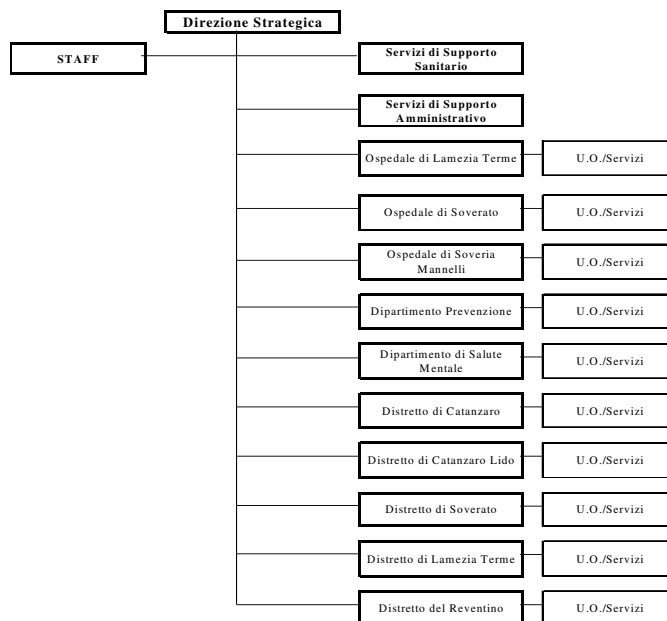 Direzione Strategica
STAFF
Servizi di Supporto
Sanitario
Servizi di Supporto
Amministrativo
Ospedale di Lamezia Terme
U.O./Servizi
Ospedale di Soverato
U.O./Servizi
Ospedale di Soveria
Mannelli
U.O./Servizi
Dipartimento Prevenzione
U.O./Servizi
Dipartimento di Salute
Mentale
U.O./Servizi
Distretto di Catanzaro
U.O./Servizi
Distretto di Catanzaro Lido
U.O./Servizi
Distretto di Soverato
U.O./Servizi
Distretto di Lamezia Terme
U.O./Servizi
Distretto del Reventino
U.O./Servizi